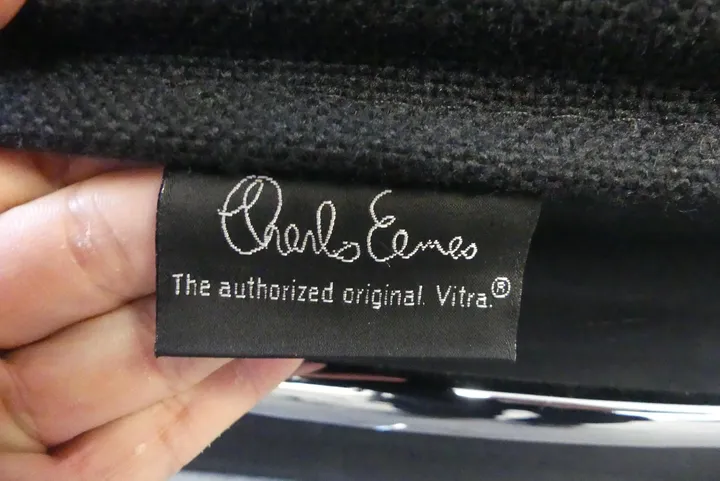 Charles Eames
The authorized original. Vitra.®